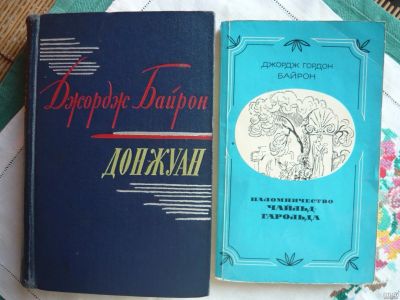 Джордж Байрон
ДОН ЖУАН
ДЖОРДЖ ГОРДОН
БАЙРОН
ПАЛОМНИЧЕСТВО
ЧАЙЛЬД-
ГАРОЛЬДА